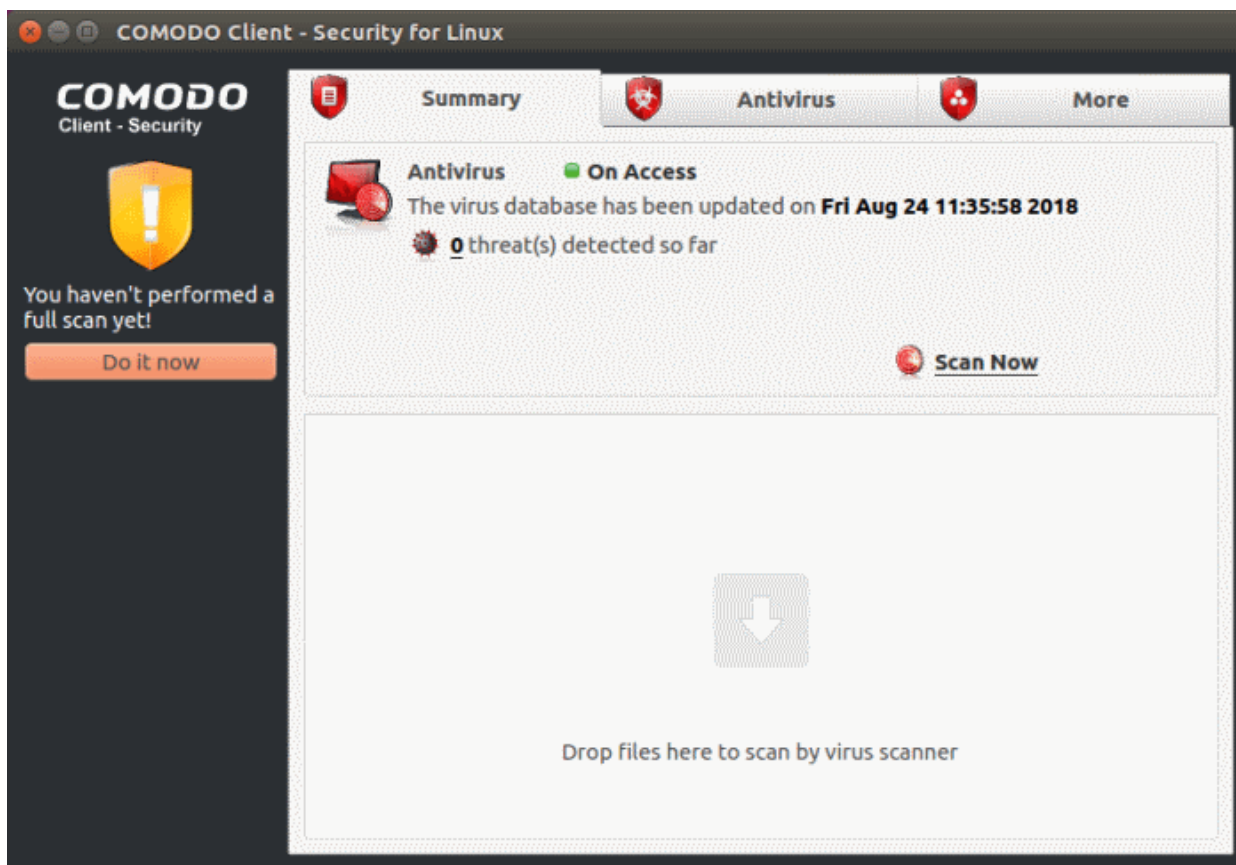 COMODO Client - Security for Linux
COMODO
Client - Security
Summary
Antivirus
More
You haven't performed a
full scan yet!
Do it now
Antivirus On Access
The virus database has been updated on Fri Aug 24 11:35:58 2018
0 threat(s) detected so far
Scan Now
Drop files here to scan by virus scanner